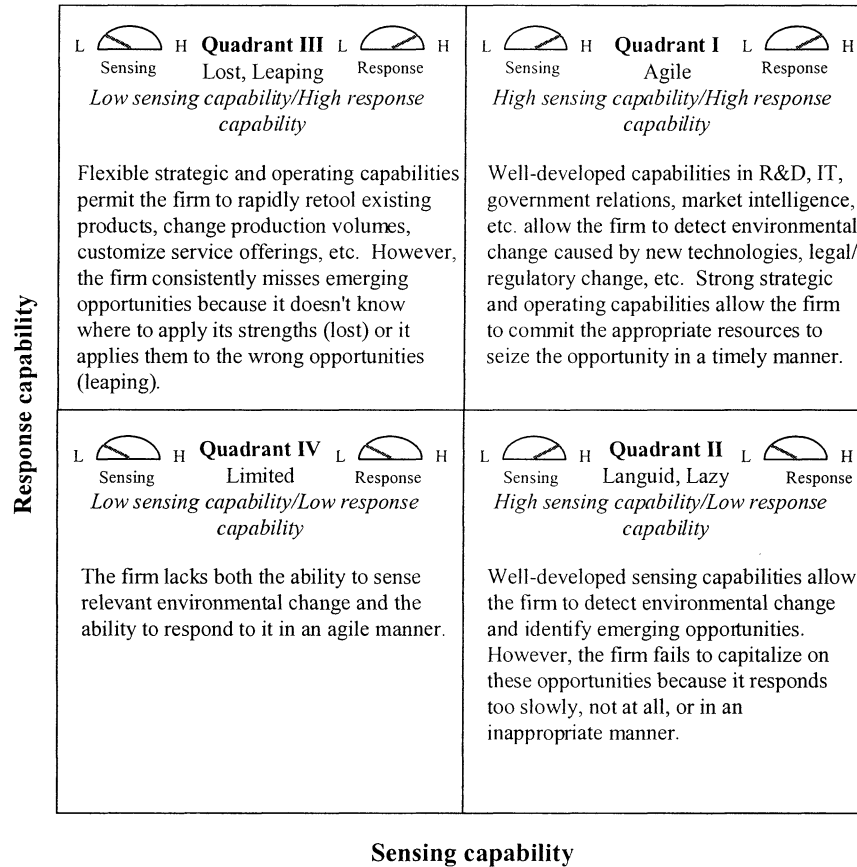 L H Quadrant III L H
Sensing Lost, Leaping Response
Low sensing capability/High response
capability
Flexible strategic and operating capabilities
permit the firm to rapidly retool existing
products, change production volumes,
customize service offerings, etc. However,
the firm consistently misses emerging
opportunities because it doesn't know
where to apply its strengths (lost) or it
applies them to the wrong opportunities
(leaping).
L H Quadrant I L H
Sensing Agile Response
High sensing capability/High response
capability
Well-developed capabilities in R&D, IT,
government relations, market intelligence,
etc. allow the firm to detect environmental
change caused by new technologies, legal/
regulatory change, etc. Strong strategic
and operating capabilities allow the firm
to commit the appropriate resources to
seize the opportunity in a timely manner.
Response capability
L H Quadrant IV L H
Sensing Limited Response
Low sensing capability/Low response
capability
The firm lacks both the ability to sense
relevant environmental change and the
ability to respond to it in an agile manner.
L H Quadrant II L H
Sensing Languid, Lazy Response
High sensing capability/Low response
capability
Well-developed sensing capabilities allow
the firm to detect environmental change
and identify emerging opportunities.
However, the firm fails to capitalize on
these opportunities because it responds
too slowly, not at all, or in an
inappropriate manner.
Sensing capability